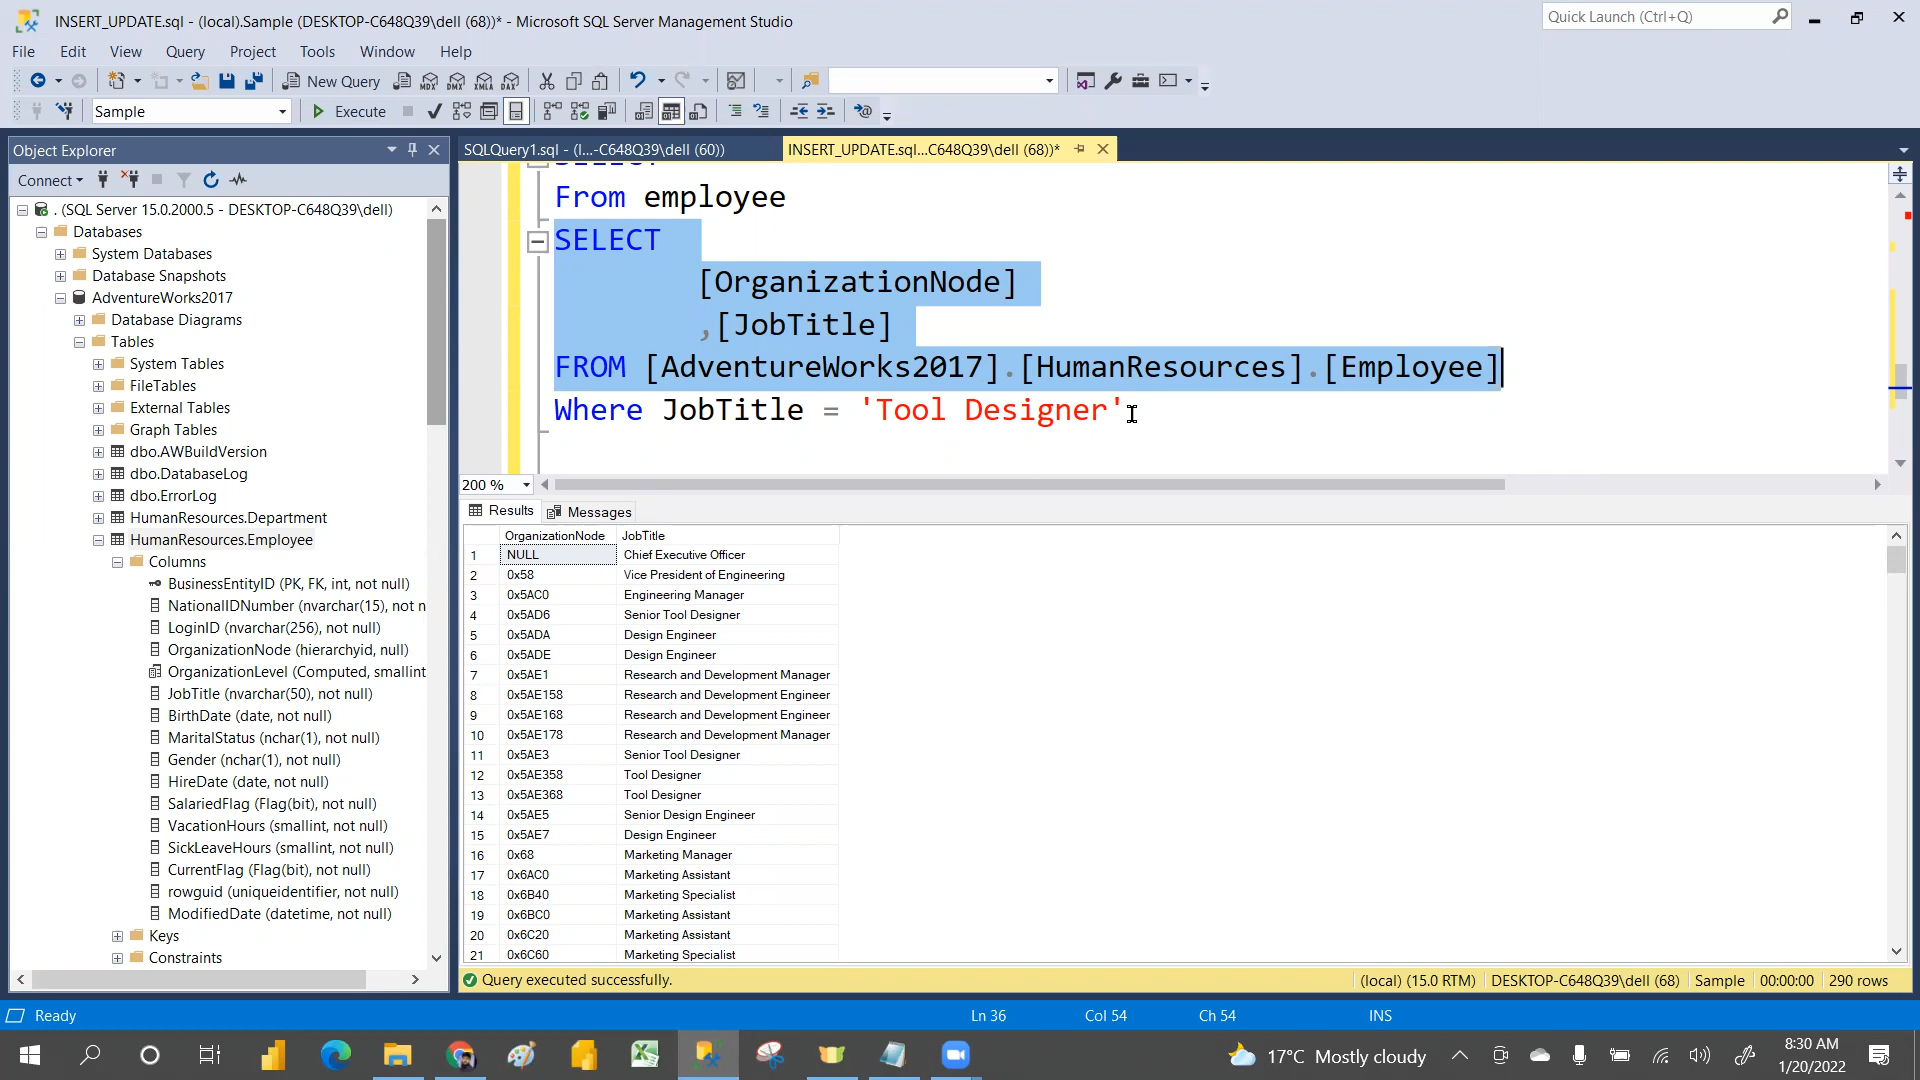 INSERT_UPDATE.sql - (local).Sample (DESKTOP-C648Q39\dell (68))* - Microsoft SQL Server Management Studio
Quick Launch (Ctrl+Q)
File Edit View Query Project Tools Window Help
New Query
MDX DMX XMLA DAX
Sample
Execute
Object Explorer
SQLQuery1.sql - (l...-C648Q39\dell (60))
INSERT_UPDATE.sql...C648Q39\dell (68))*
Connect
. (SQL Server 15.0.2000.5 - DESKTOP-C648Q39\dell)
Databases
System Databases
Database Snapshots
AdventureWorks2017
Database Diagrams
Tables
System Tables
FileTables
External Tables
Graph Tables
dbo.AWBuildVersion
dbo.DatabaseLog
dbo.ErrorLog
HumanResources.Department
HumanResources.Employee
Columns
BusinessEntityID (PK, FK, int, not null)
NationalIDNumber (nvarchar(15), not n
LoginID (nvarchar(256), not null)
OrganizationNode (hierarchyid, null)
OrganizationLevel (Computed, smallint
JobTitle (nvarchar(50), not null)
BirthDate (date, not null)
MaritalStatus (nchar(1), not null)
Gender (nchar(1), not null)
HireDate (date, not null)
SalariedFlag (Flag(bit), not null)
VacationHours (smallint, not null)
SickLeaveHours (smallint, not null)
CurrentFlag (Flag(bit), not null)
rowguid (uniqueidentifier, not null)
ModifiedDate (datetime, not null)
Keys
Constraints
From employee
SELECT
[OrganizationNode]
,[JobTitle]
FROM [AdventureWorks2017].[HumanResources].[Employee]
Where JobTitle = 'Tool Designer'
200 %
Results Messages
OrganizationNode JobTitle
1 NULL Chief Executive Officer
2 0x58 Vice President of Engineering
3 0x5AC0 Engineering Manager
4 0x5AD6 Senior Tool Designer
5 0x5ADA Design Engineer
6 0x5ADE Design Engineer
7 0x5AE1 Research and Development Manager
8 0x5AE158 Research and Development Engineer
9 0x5AE168 Research and Development Engineer
10 0x5AE178 Research and Development Manager
11 0x5AE3 Senior Tool Designer
12 0x5AE358 Tool Designer
13 0x5AE368 Tool Designer
14 0x5AE5 Senior Design Engineer
15 0x5AE7 Design Engineer
16 0x68 Marketing Manager
17 0x6AC0 Marketing Assistant
18 0x6B40 Marketing Specialist
19 0x6BC0 Marketing Assistant
20 0x6C20 Marketing Assistant
21 0x6C60 Marketing Specialist
Query executed successfully.
(local) (15.0 RTM) DESKTOP-C648Q39\dell (68) Sample 00:00:00 290 rows
Ready
Ln 36 Col 54 Ch 54 INS
17°C Mostly cloudy
8:30 AM
1/20/2022